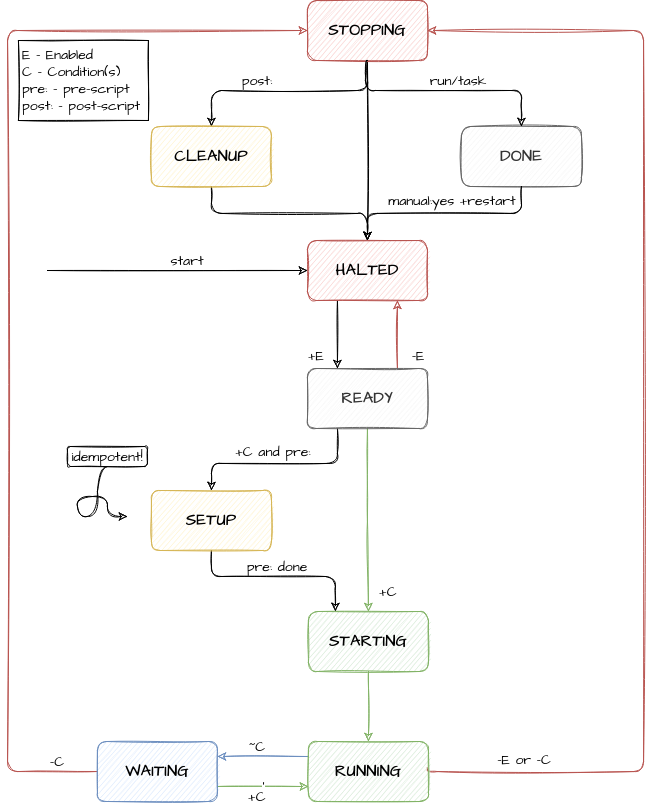 STOPPING
E - Enabled
C - Condition(s)
pre: - pre-script
post: - post-script
post:
run/task
CLEANUP
DONE
manual:yes +restart
start
HALTED
+E
-E
READY
+C and pre:
idempotent!
SETUP
pre: done
+C
STARTING
~C
-C
WAITING
RUNNING
-E or -C
+C